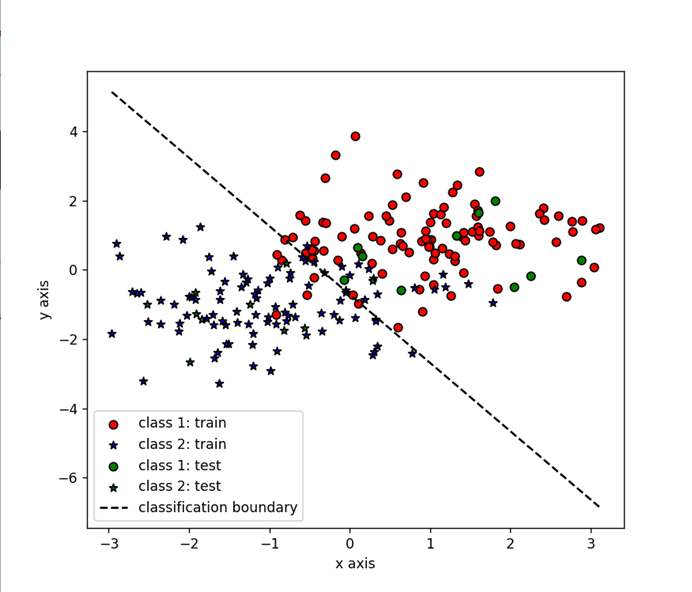 4
2
0
−2
−4
−6
y axis
class 1: train
class 2: train
class 1: test
class 2: test
classification boundary
−3
−2
−1
0
1
2
3
x axis